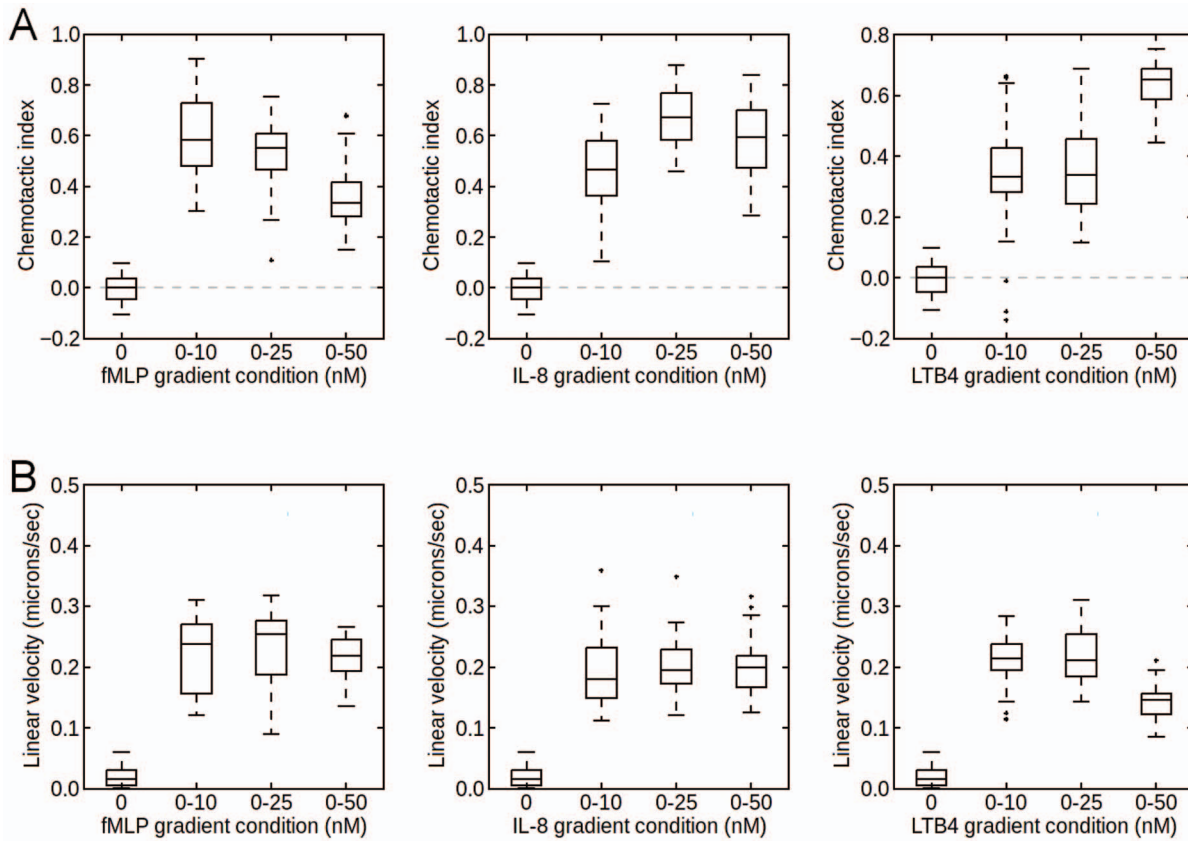 A
Chemotactic index
1.0
0.8
0.6
0.4
0.2
0.0
−0.2
0 0-10 0-25 0-50
fMLP gradient condition (nM)
Chemotactic index
1.0
0.8
0.6
0.4
0.2
0.0
−0.2
0 0-10 0-25 0-50
IL-8 gradient condition (nM)
Chemotactic index
0.8
0.6
0.4
0.2
0.0
−0.2
0 0-10 0-25 0-50
LTB4 gradient condition (nM)
B
Linear velocity (microns/sec)
0.5
0.4
0.3
0.2
0.1
0.0
0 0-10 0-25 0-50
fMLP gradient condition (nM)
Linear velocity (microns/sec)
0.5
0.4
0.3
0.2
0.1
0.0
0 0-10 0-25 0-50
IL-8 gradient condition (nM)
Linear velocity (microns/sec)
0.5
0.4
0.3
0.2
0.1
0.0
0 0-10 0-25 0-50
LTB4 gradient condition (nM)